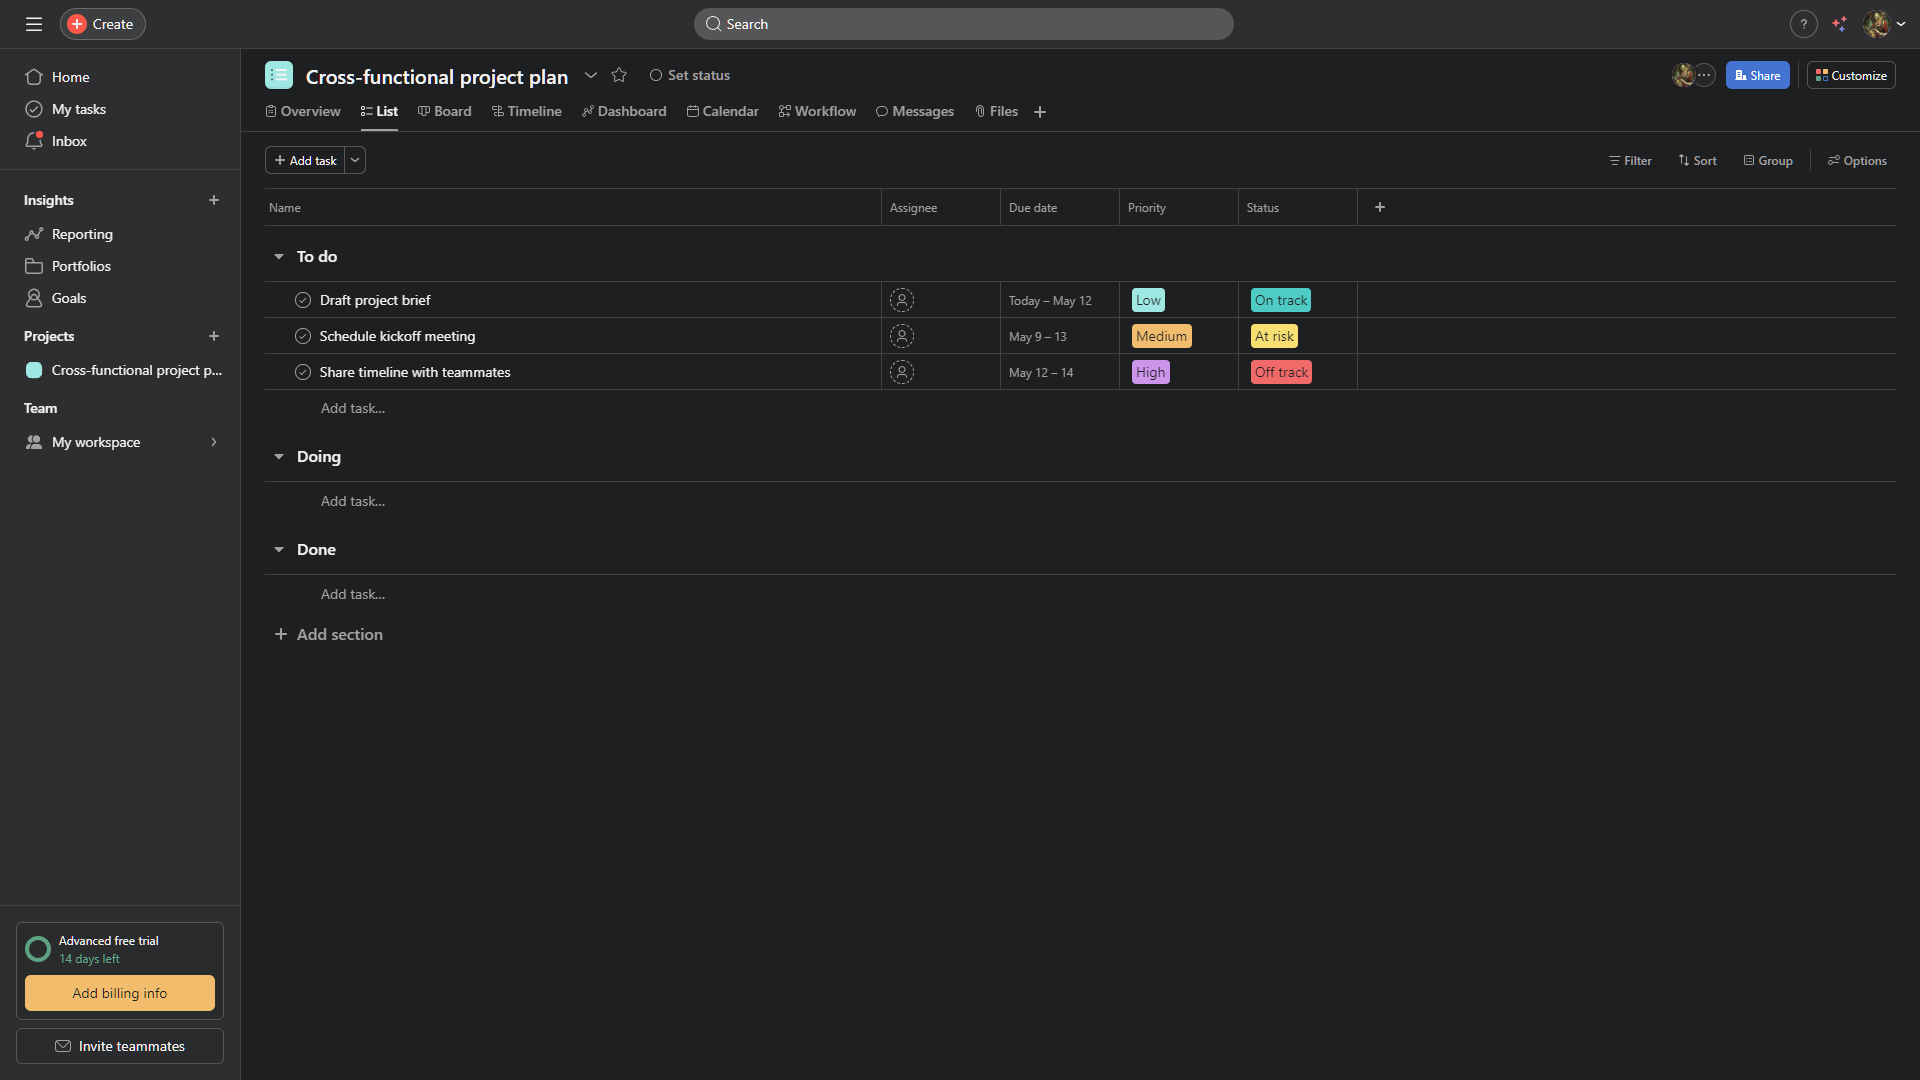 Create
Search
?
Home
My tasks
Inbox
Insights
Reporting
Portfolios
Goals
Projects
Cross-functional project p...
Team
My workspace
Advanced free trial
14 days left
Add billing info
Invite teammates
Cross-functional project plan
Set status
Share
Customize
Overview
List
Board
Timeline
Dashboard
Calendar
Workflow
Messages
Files
Add task
Filter
Sort
Group
Options
Name Assignee Due date Priority Status
To do
Draft project brief Today – May 12 Low On track
Schedule kickoff meeting May 9 – 13 Medium At risk
Share timeline with teammates May 12 – 14 High Off track
Add task...
Doing
Add task...
Done
Add task...
Add section